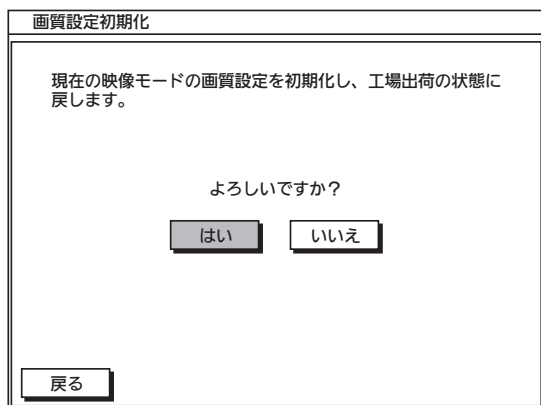 画質設定初期化
現在の映像モードの画質設定を初期化し、工場出荷の状態に
戻します。
よろしいですか？
はい
いいえ
戻る